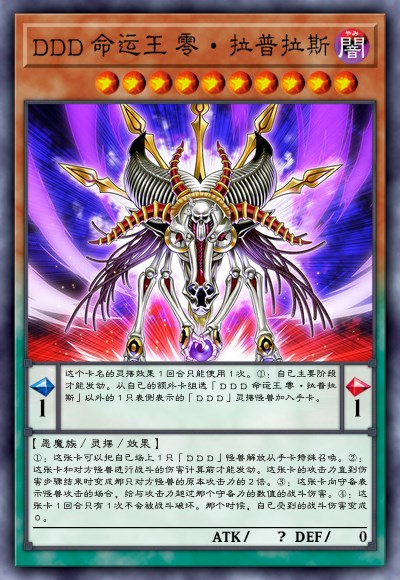 DDD 命运王 零・拉普拉斯
やみ
闇
这个卡名的灵摆效果1回合只能使用1次。①：自己主要阶段
才能发动。从自己的额外卡组选「DDD 命运王 零・拉普拉
斯」以外的1只表侧表示的「DDD」灵摆怪兽加入手卡。
1
1
【恶魔族／灵摆／效果】
①：这张卡可以把自己场上1只「DDD」怪兽解放从手卡特殊召唤。②：
这张卡和对方怪兽进行战斗的伤害计算前才能发动。这张卡的攻击力直到伤
害步骤结束时变成那只对方怪兽的原本攻击力的2倍。③：这张卡向守备表
示怪兽攻击的场合，给与攻击力超过那个守备力的数值的战斗伤害。④：这
张卡1回合只有1次不会被战斗破坏。那个时候，自己受到的战斗伤害变成
0。
ATK/ ? DEF/ 0